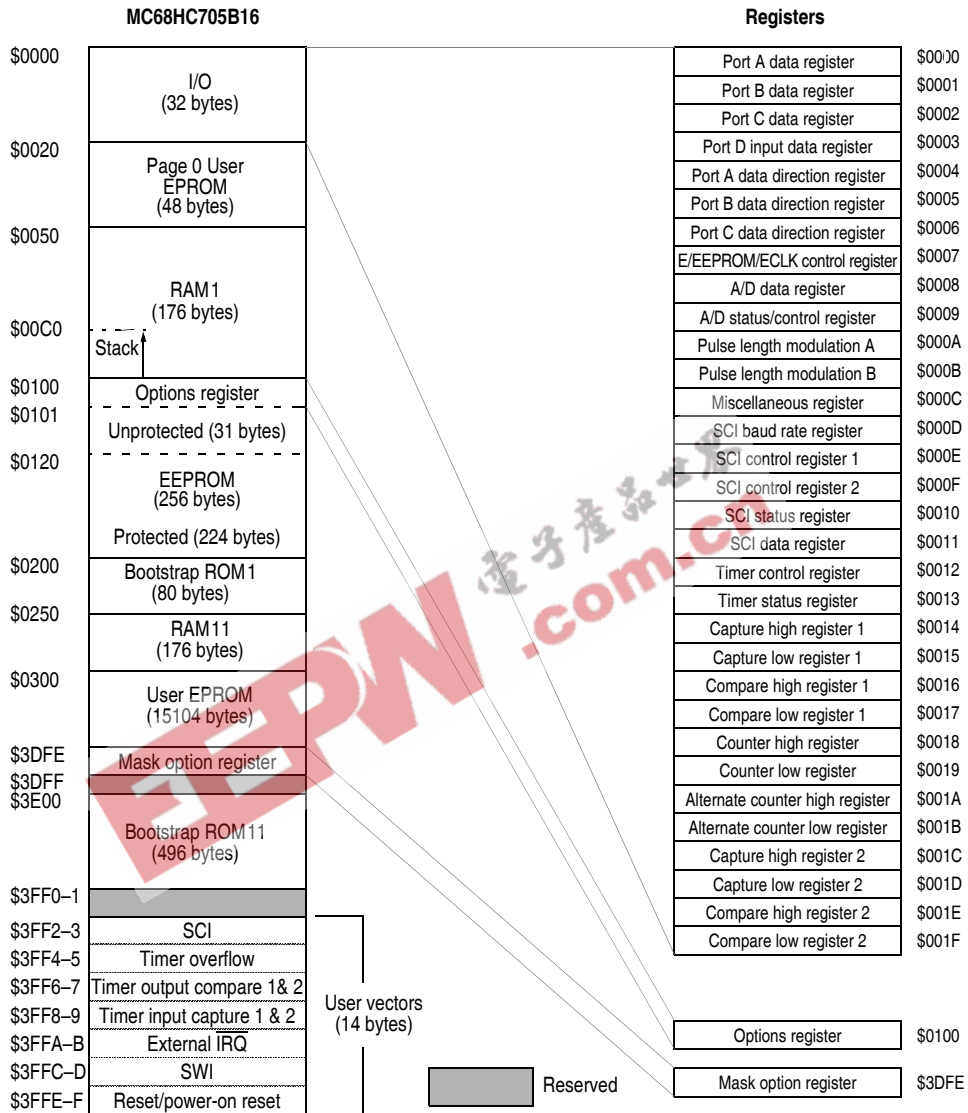 MC68HC705B16
$0000
I/O
(32 bytes)
$0020
Page 0 User
EPROM
(48 bytes)
$0050
RAM1
(176 bytes)
$00C0
Stack
$0100
Options register
$0101
Unprotected (31 bytes)
$0120
EEPROM
(256 bytes)
Protected (224 bytes)
$0200
Bootstrap ROM1
(80 bytes)
$0250
RAM11
(176 bytes)
$0300
User EPROM
(15104 bytes)
$3DFE
Mask option register
$3DFF
$3E00
Bootstrap ROM11
(496 bytes)
$3FF0–1
$3FF2–3
SCI
$3FF4–5
Timer overflow
$3FF6–7
Timer output compare 1& 2
$3FF8–9
Timer input capture 1 & 2
$3FFA–B
External IRQ
$3FFC–D
SWI
$3FFE–F
Reset/power-on reset
User vectors
(14 bytes)
Reserved
Registers
Port A data register $0000
Port B data register $0001
Port C data register $0002
Port D input data register $0003
Port A data direction register $0004
Port B data direction register $0005
Port C data direction register $0006
E/EEPROM/ECLK control register $0007
A/D data register $0008
A/D status/control register $0009
Pulse length modulation A $000A
Pulse length modulation B $000B
Miscellaneous register $000C
SCI baud rate register $000D
SCI control register 1 $000E
SCI control register 2 $000F
SCI status register $0010
SCI data register $0011
Timer control register $0012
Timer status register $0013
Capture high register 1 $0014
Capture low register 1 $0015
Compare high register 1 $0016
Compare low register 1 $0017
Counter high register $0018
Counter low register $0019
Alternate counter high register $001A
Alternate counter low register $001B
Capture high register 2 $001C
Capture low register 2 $001D
Compare high register 2 $001E
Compare low register 2 $001F
Options register $0100
Mask option register $3DFE
EEPW
.com.cn
電子產品世界